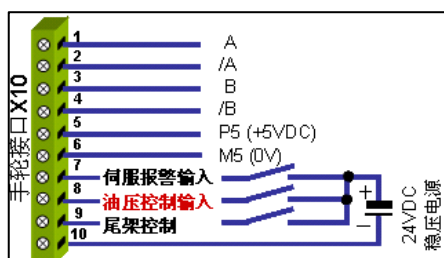 手轮接口X10
1 A
2 /A
3 B
4 /B
5 P5 (+5VDC)
6 M5 (0V)
7 伺服报警输入
8 油压控制输入
9 尾架控制
10
+
−
24VDC
稳压电源